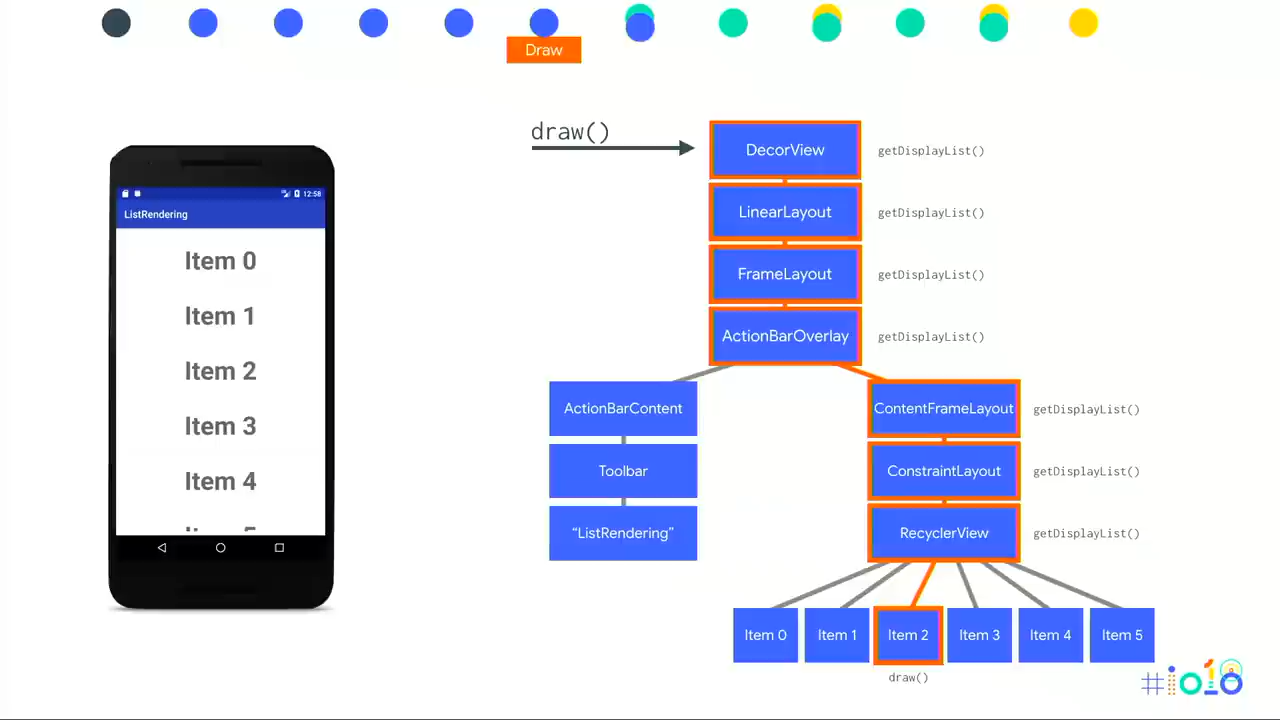 Draw
draw()
DecorView
getDisplayList()
LinearLayout
getDisplayList()
FrameLayout
getDisplayList()
ActionBarOverlay
getDisplayList()
12:58
ListRendering
Item 0
Item 1
Item 2
Item 3
Item 4
ActionBarContent
Toolbar
“ListRendering”
ContentFrameLayout
getDisplayList()
ConstraintLayout
getDisplayList()
RecyclerView
getDisplayList()
Item 0
Item 1
Item 2
Item 3
Item 4
Item 5
draw()
#io18